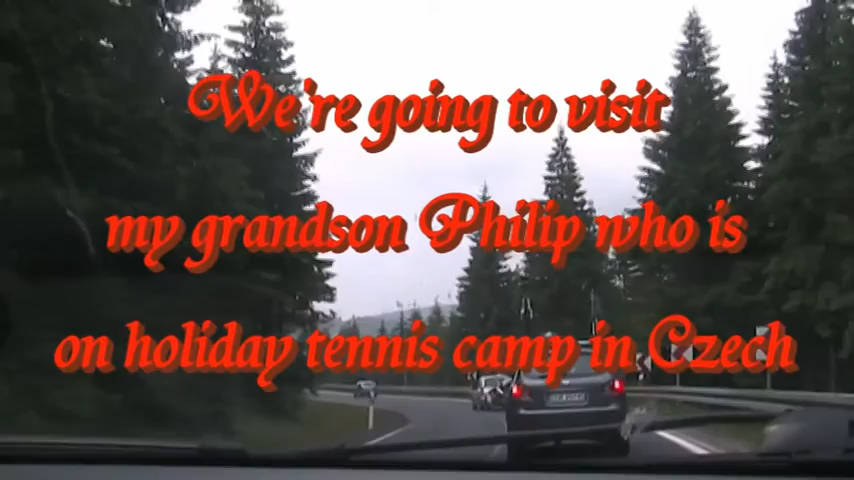 We're going to visit
my grandson Philip who is
on holiday tennis camp in Czech